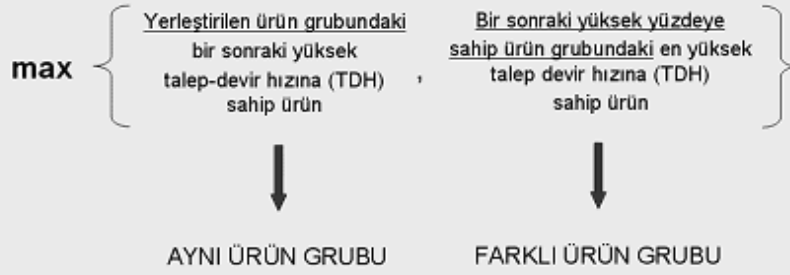 max
Yerleştirilen ürün grubundaki
bir sonraki yüksek
talep-devir hızına (TDH)
sahip ürün
,
Bir sonraki yüksek yüzdeye
sahip ürün grubundaki en yüksek
talep devir hızına (TDH)
sahip ürün
AYNI ÜRÜN GRUBU
FARKLI ÜRÜN GRUBU